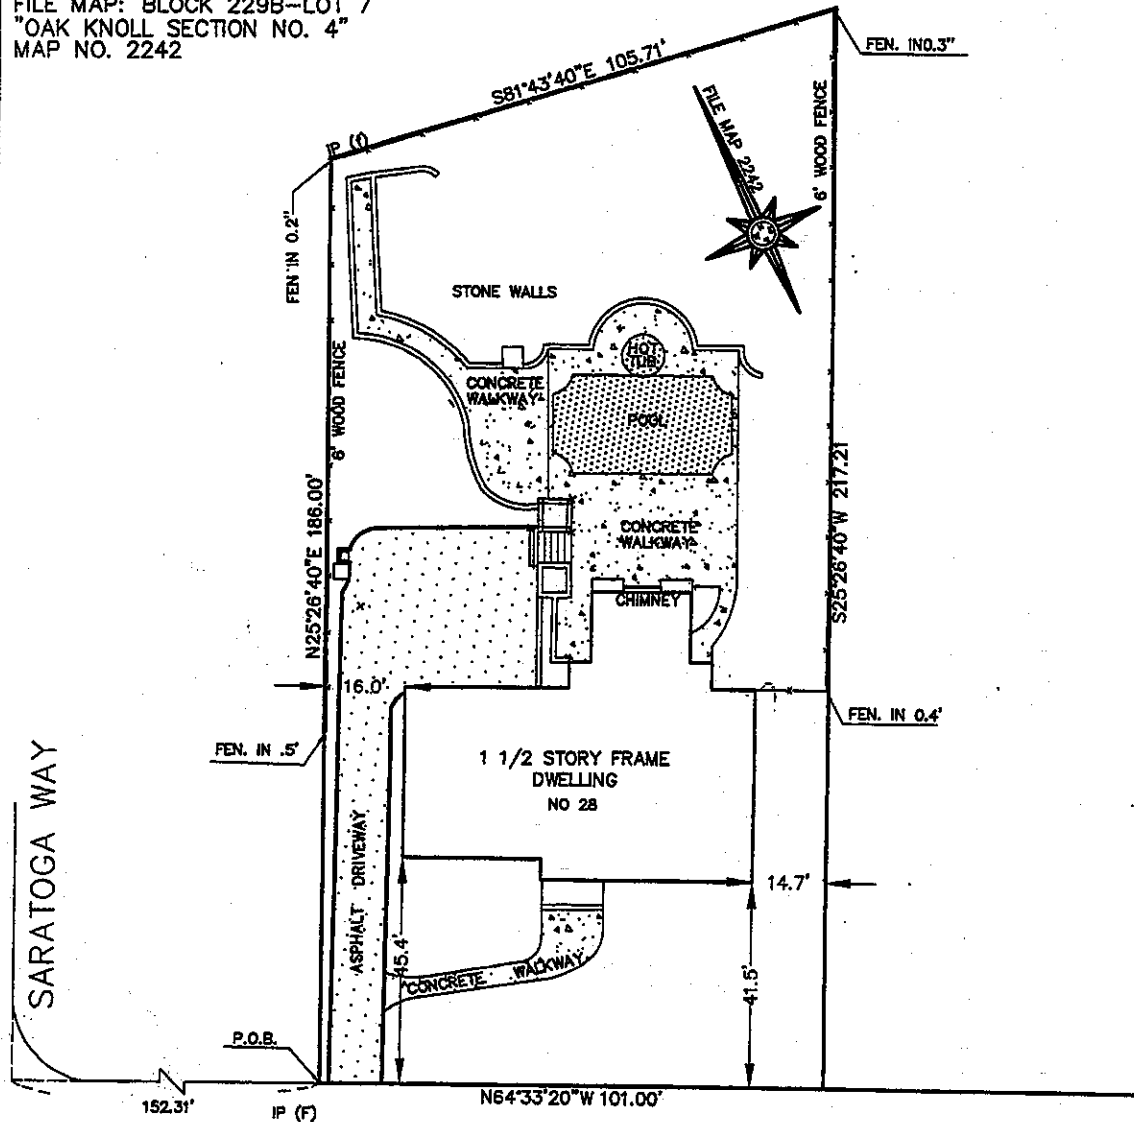 FILE MAP: BLOCK 229B-LOT 7
"OAK KNOLL SECTION NO. 4"
MAP NO. 2242
S81°43'40"E 105.71'
FEN. IN0.3"
IP (f)
FILE MAP 2242
6' WOOD FENCE
FEN IN 0.2"
STONE WALLS
HOT
TUB
6' WOOD FENCE
CONCRETE
WALKWAY
POOL
N25°26'40"E 186.00'
S25°26'40"W 217.21
CONCRETE
WALKWAY
CHIMNEY
16.0'
FEN. IN 0.4'
FEN. IN .5'
1 1/2 STORY FRAME
DWELLING
NO 28
SARATOGA WAY
ASPHALT DRIVEWAY
14.7'
45.4'
41.5'
CONCRETE WALKWAY
P.O.B.
152.31'
IP (F)
N64°33'20"W 101.00'